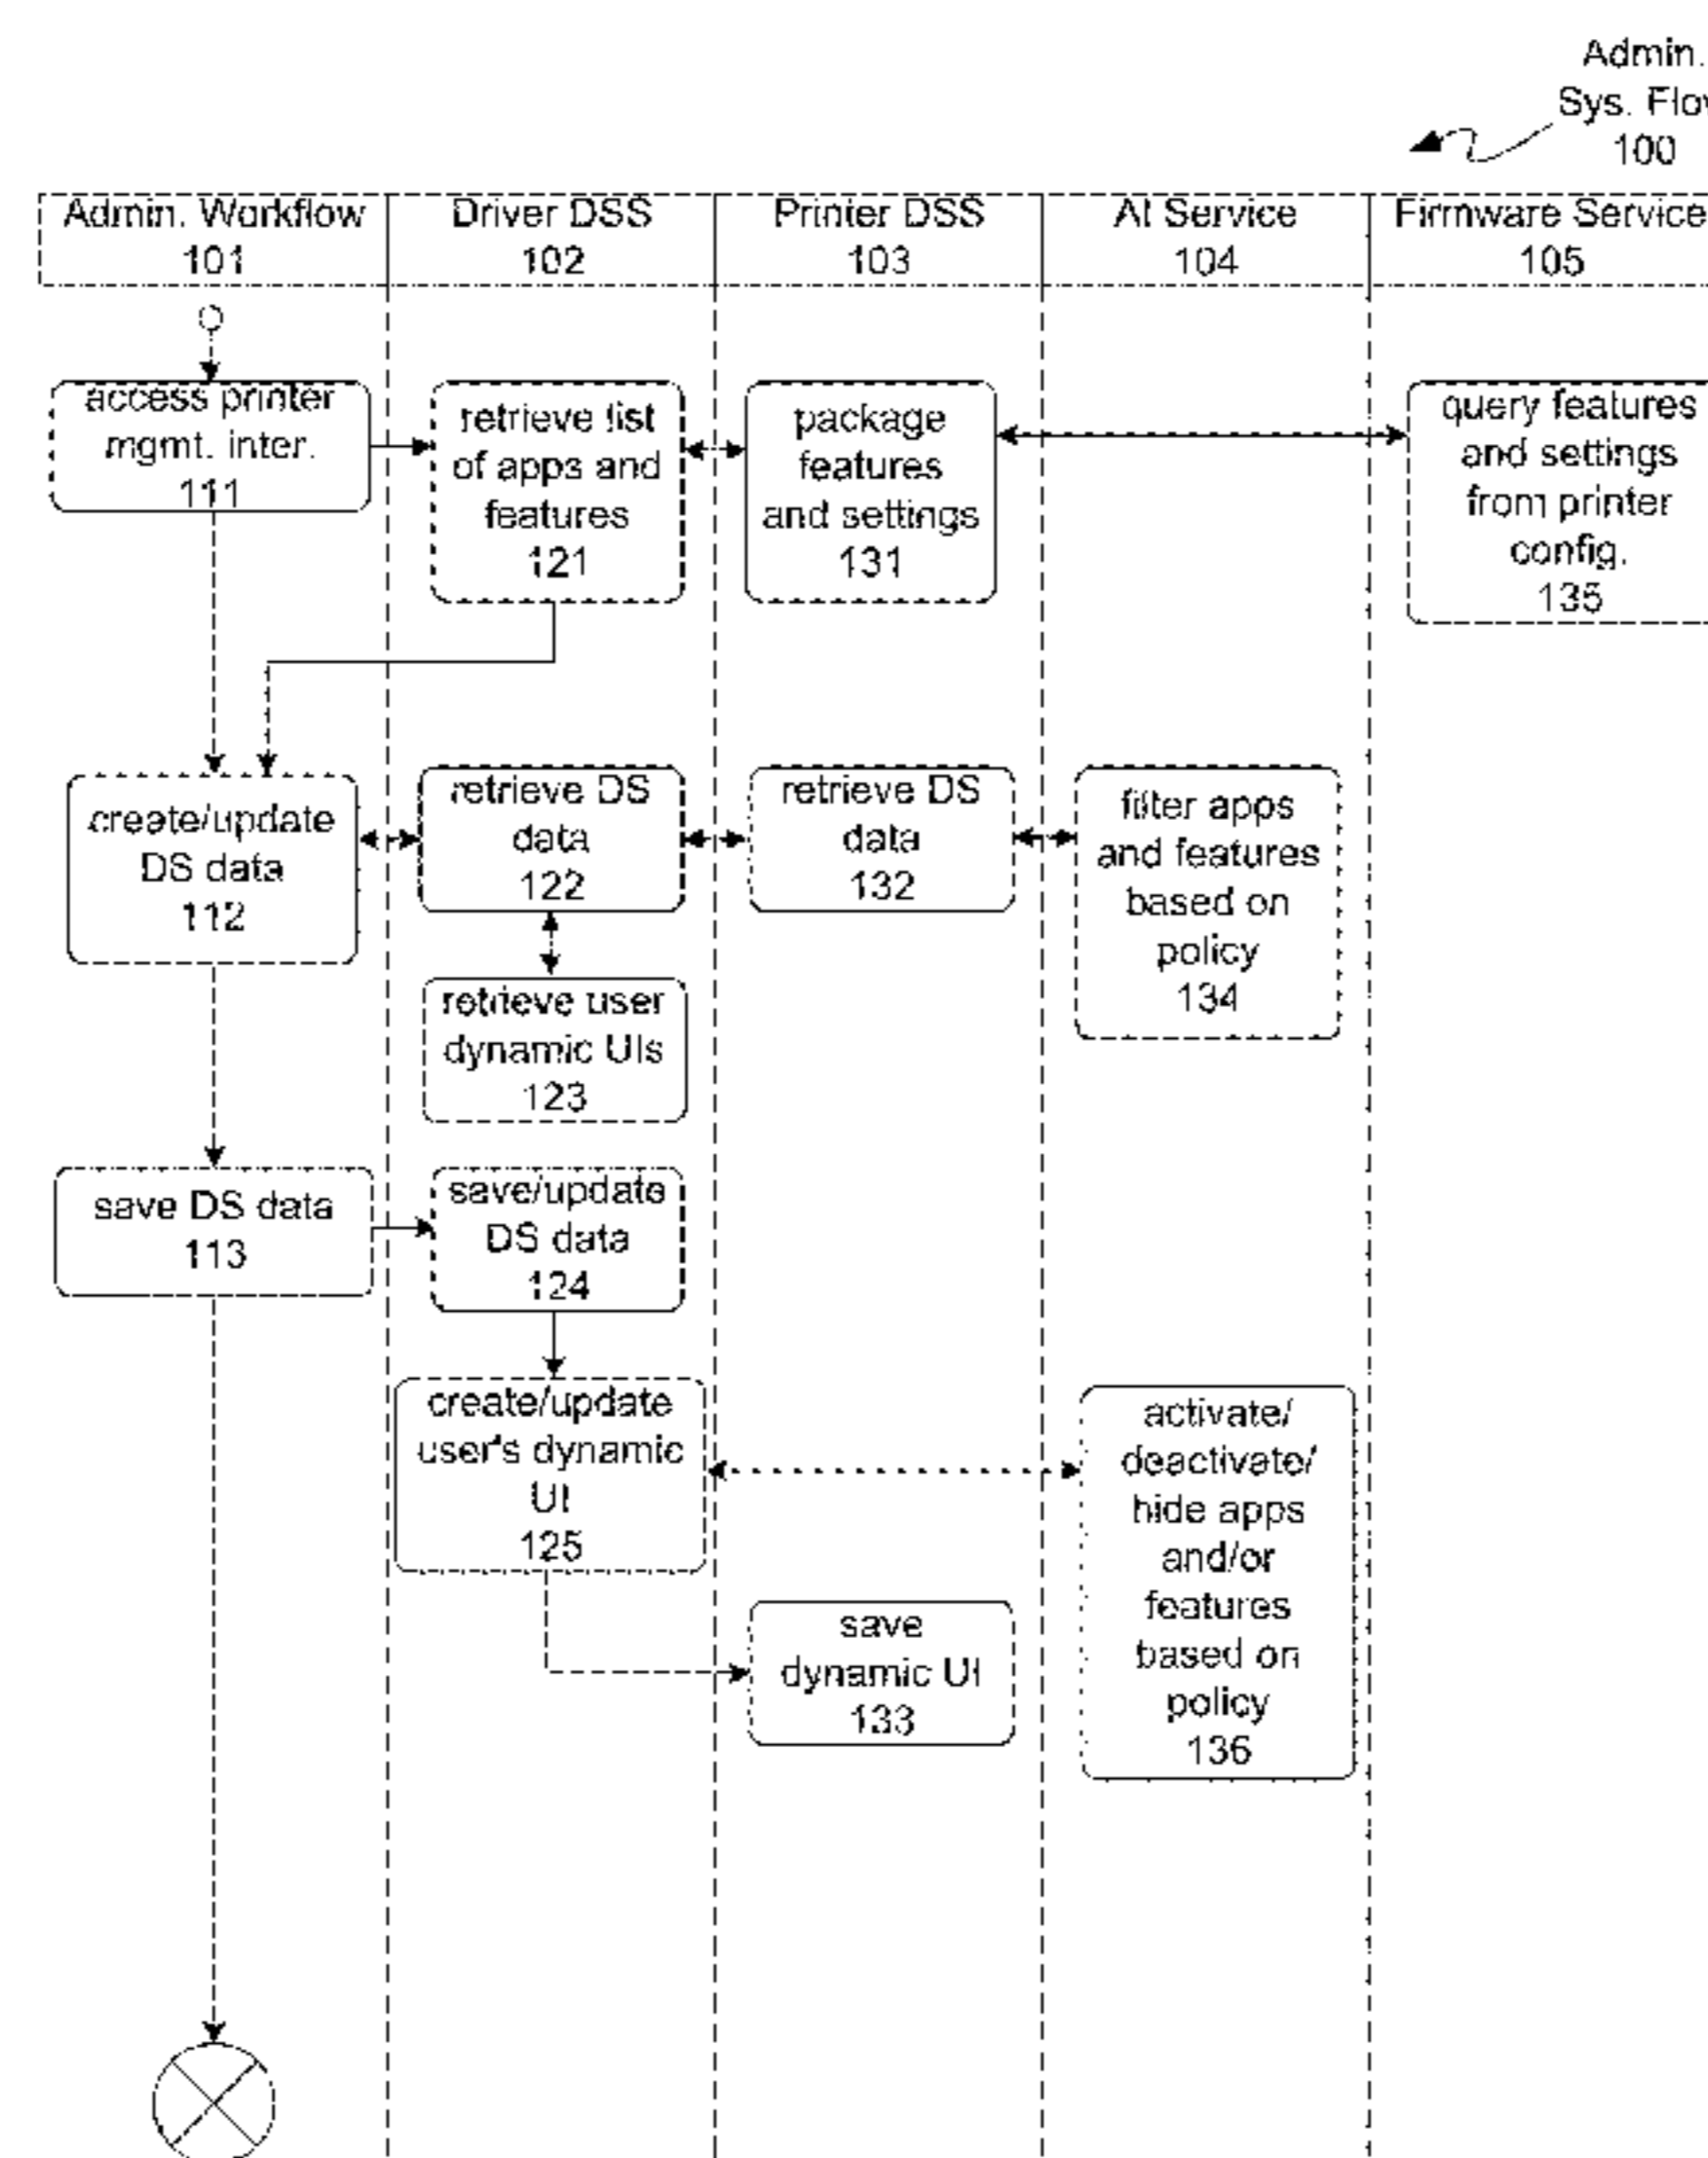 Admin.
Sys. Flow
100
Admin. Workflow
101
Driver DSS
102
Printer DSS
103
AI Service
104
Firmware Service
105
access printer
mgmt. inter.
111
retrieve list
of apps and
features
121
package
features
and settings
131
query features
and settings
from printer
config.
135
create/update
DS data
112
retrieve DS
data
122
retrieve DS
data
132
filter apps
and features
based on
policy
134
retrieve user
dynamic UIs
123
save DS data
113
save/update
DS data
124
create/update
user's dynamic
UI
125
activate/
deactivate/
hide apps
and/or
features
based on
policy
136
save
dynamic UI
133